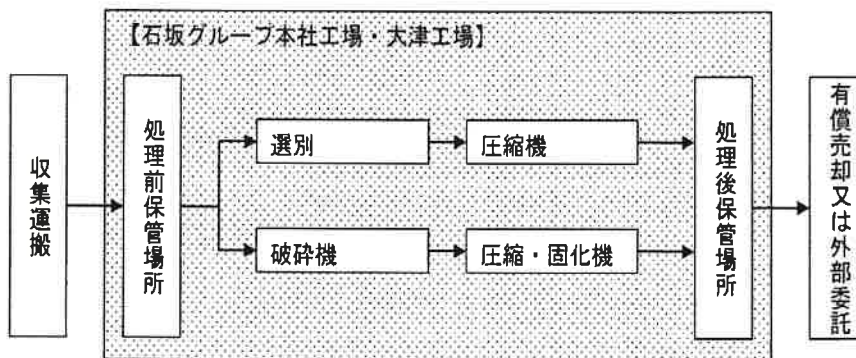 【石坂グループ本社工場・大津工場】
収集運搬
処理前保管場所
選別
圧縮機
破砕機
圧縮・固化機
処理後保管場所
有償売却又は外部委託